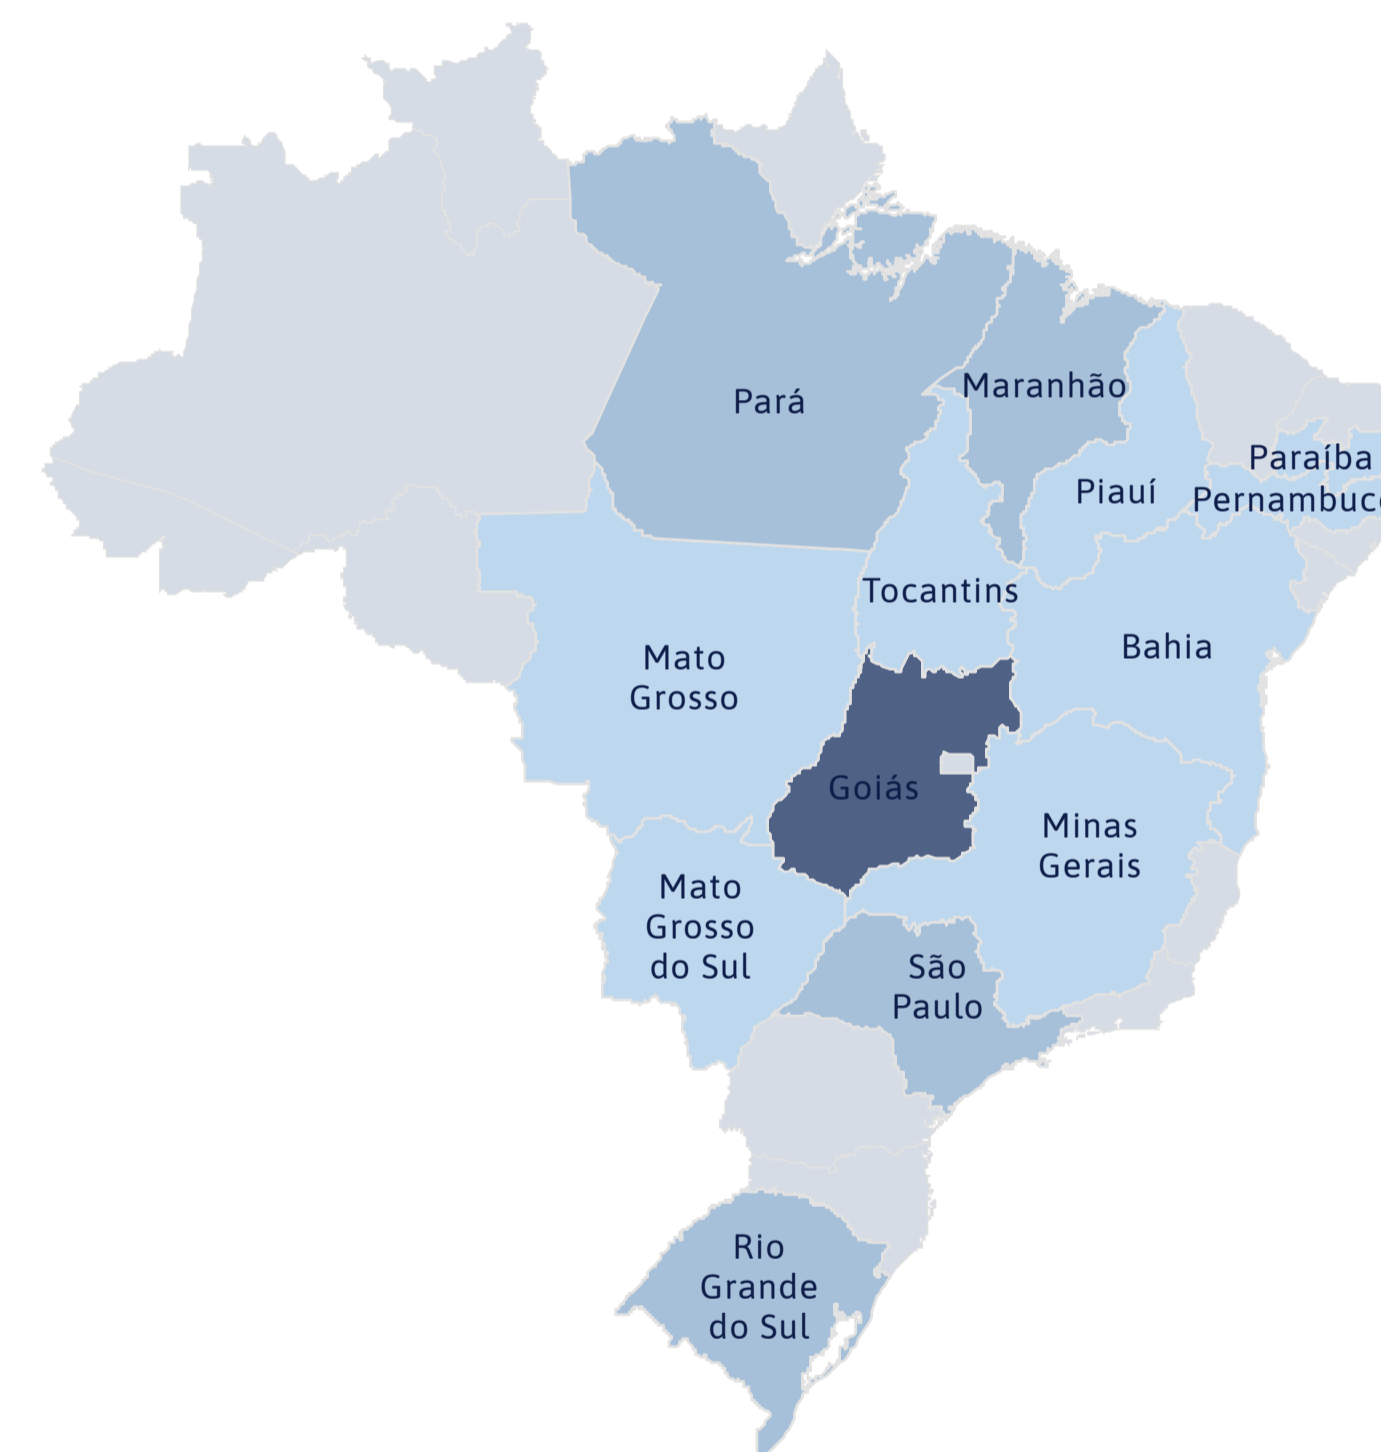 Pará
Maranhão
Paraíba
Piauí
Pernambuco
Tocantins
Bahia
Mato
Grosso
Goiás
Minas
Gerais
Mato
Grosso
do Sul
São
Paulo
Rio
Grande
do Sul